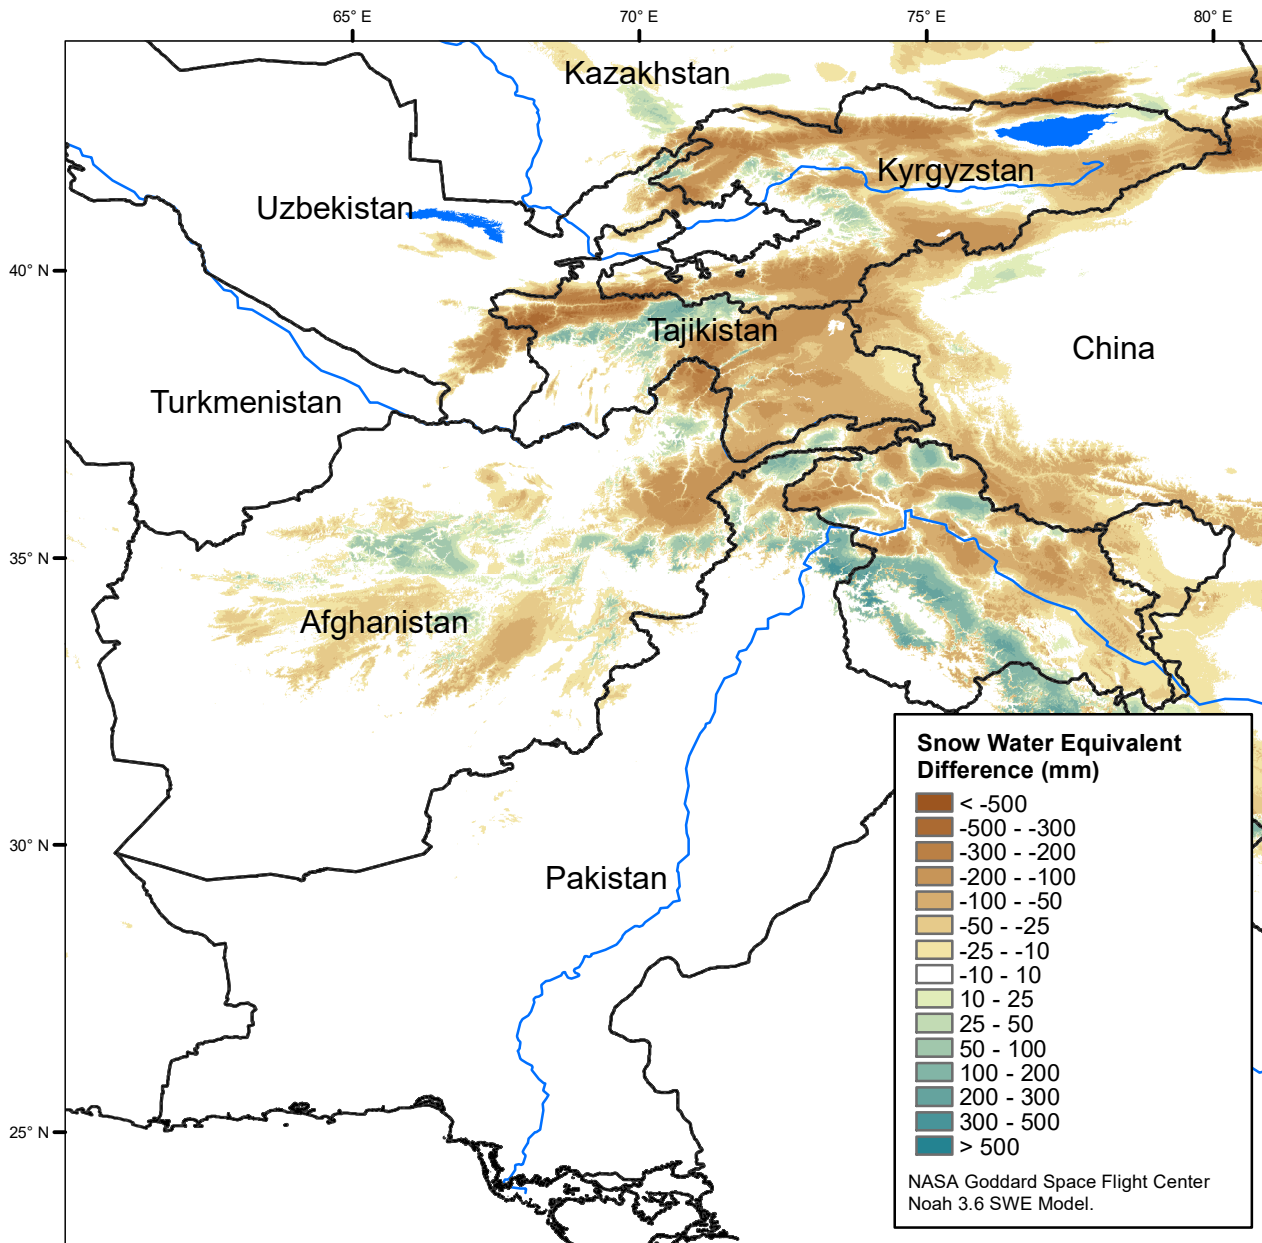 65° E
70° E
75° E
80° E
Kazakhstan
Kyrgyzstan
Uzbekistan
40° N
Tajikistan
China
Turkmenistan
35° N
Afghanistan
30° N
Pakistan
25° N
Snow Water Equivalent
Difference (mm)
< -500
-500 - -300
-300 - -200
-200 - -100
-100 - -50
-50 - -25
-25 - -10
-10 - 10
10 - 25
25 - 50
50 - 100
100 - 200
200 - 300
300 - 500
> 500
NASA Goddard Space Flight Center
Noah 3.6 SWE Model.